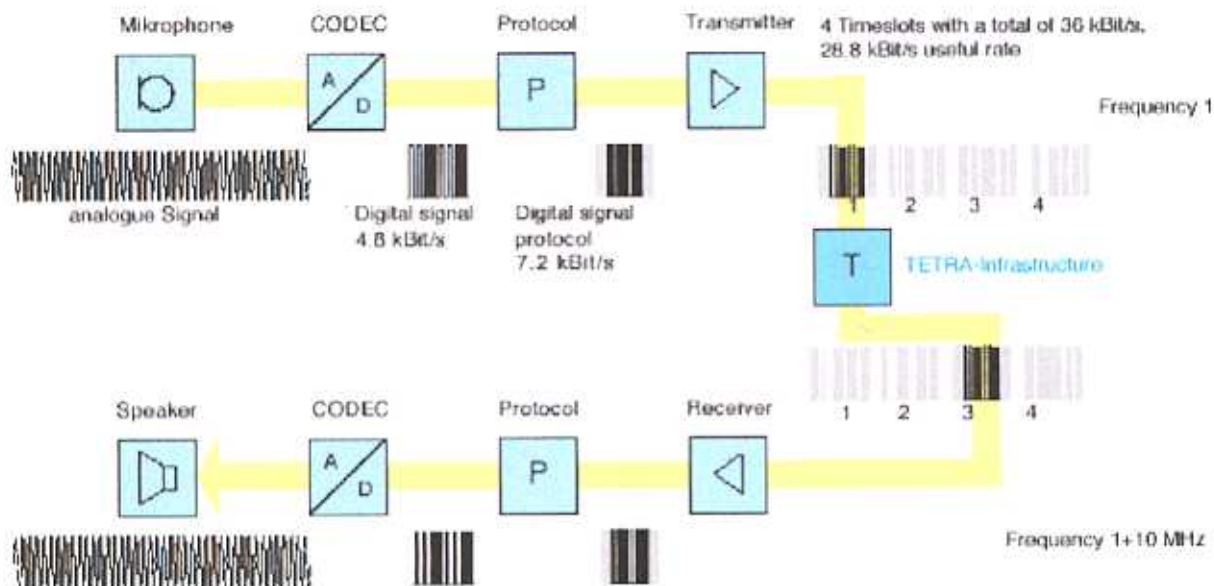 Mikrophone
CODEC
Protocol
Transmitter
4 Timeslots with a total of 36 kBit/s,
28.8 kBit/s useful rate
A
D
P
Frequency 1
analogue Signal
Digital signal
4.8 kBit/s
Digital signal
protocol
7.2 kBit/s
1 2 3 4
T
TETRA-Infrastructure
1 2 3 4
Speaker
CODEC
Protocol
Receiver
A
D
P
Frequency 1+10 MHz